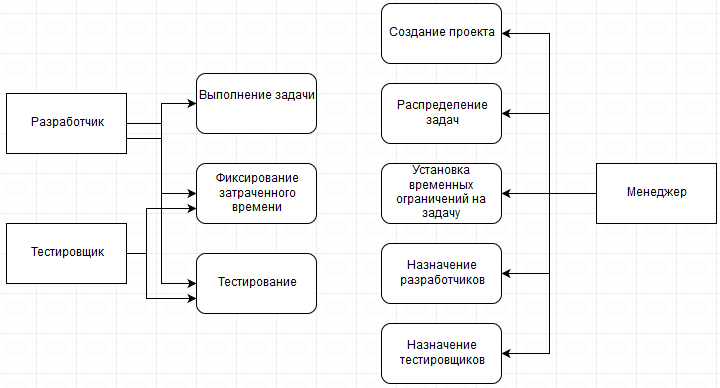 Создание проекта
Выполнение задачи
Распределение
задач
Разработчик
Фиксирование
затраченного
времени
Установка
временных
ограничений на
задачу
Менеджер
Тестировщик
Тестирование
Назначение
разработчиков
Назначение
тестировщиков